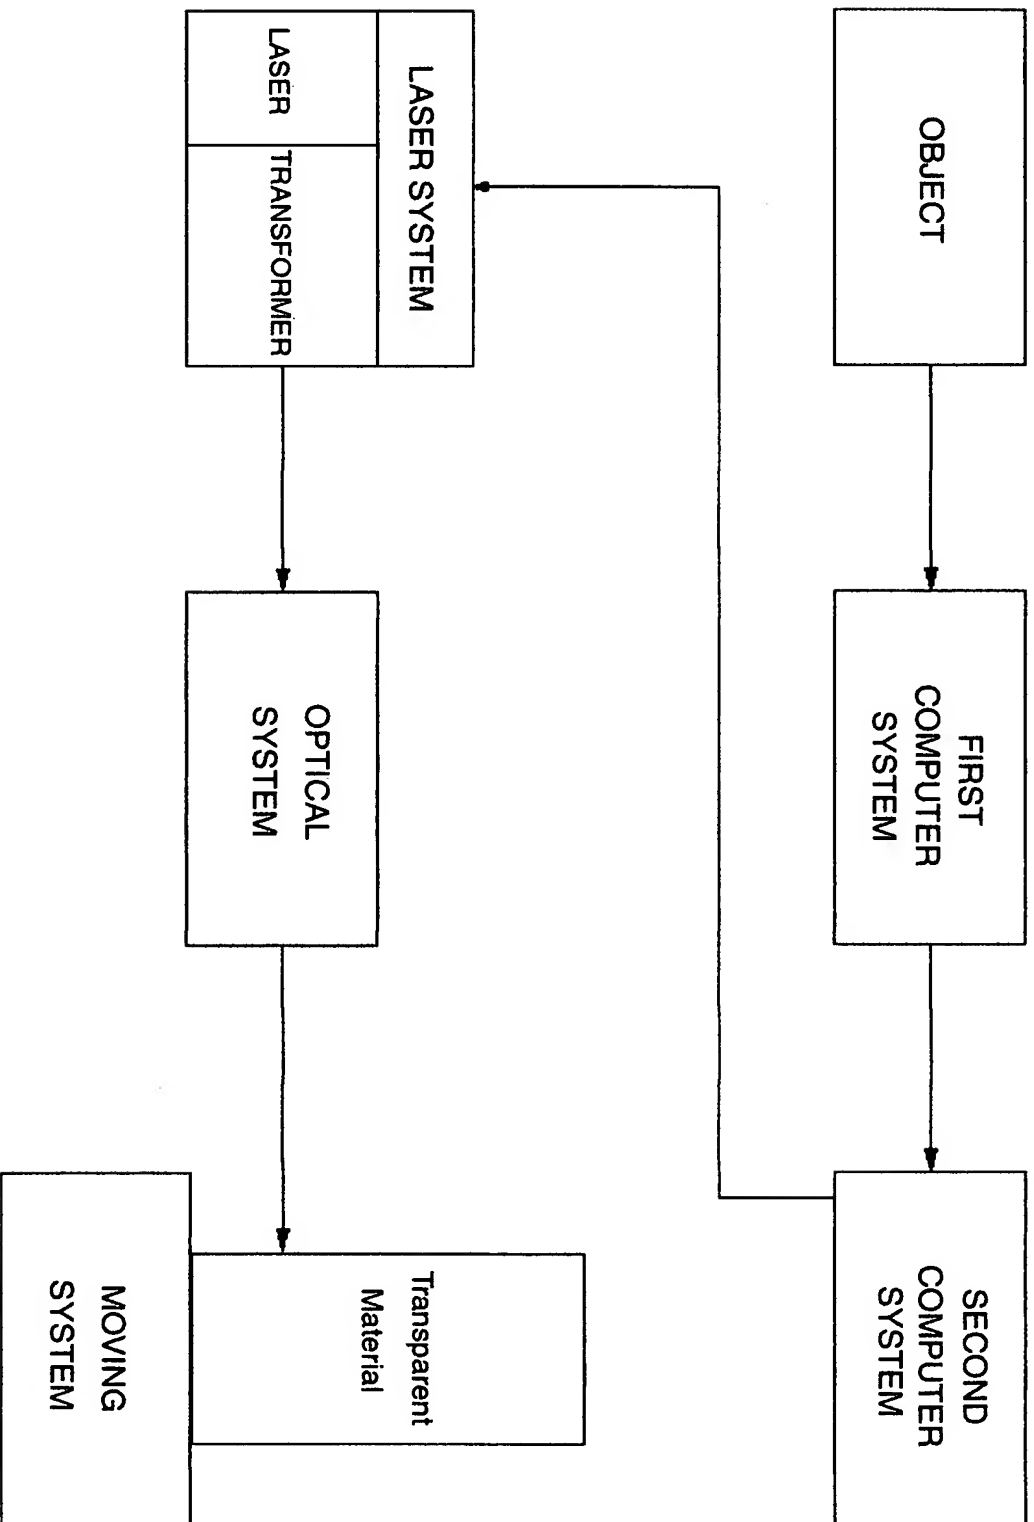 OBJECT
FIRST
COMPUTER
SYSTEM
SECOND
COMPUTER
SYSTEM
LASER SYSTEM
LASER
TRANSFORMER
OPTICAL
SYSTEM
Transparent
Material
MOVING
SYSTEM